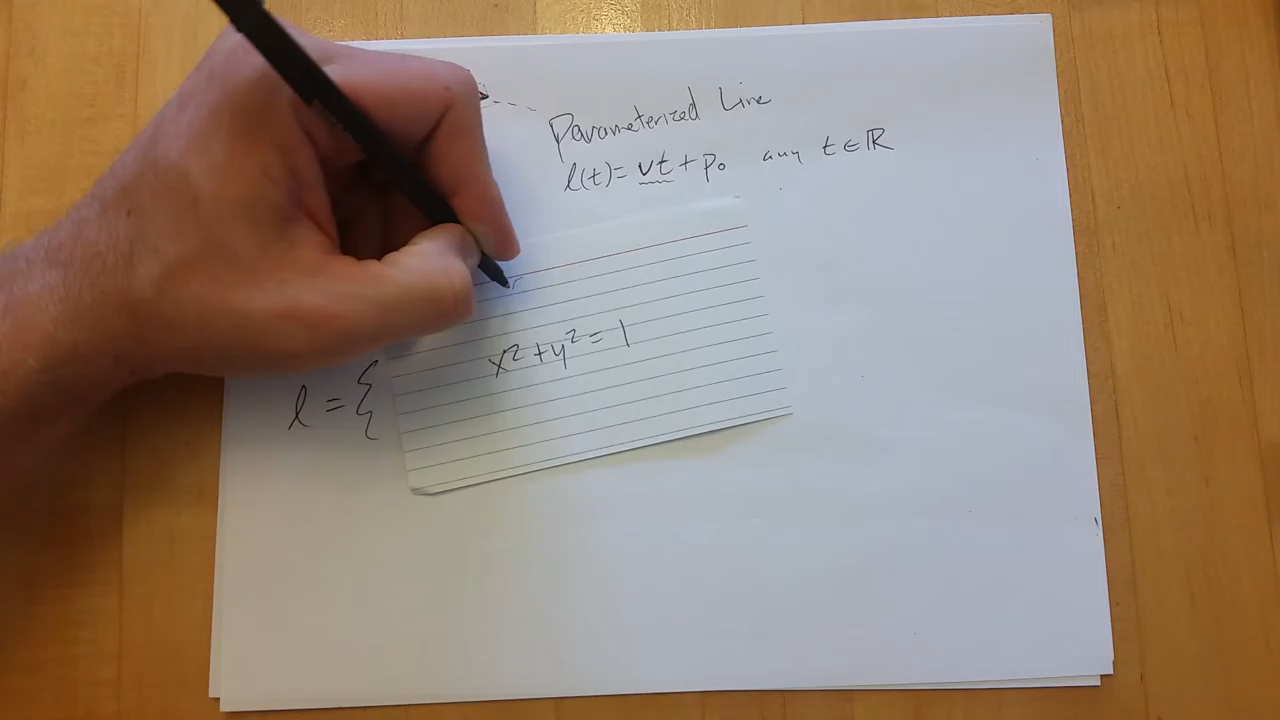 Parameterized Line
l(t) = vt + p₀ any t ∈ ℝ
x² + y² = 1
l = {